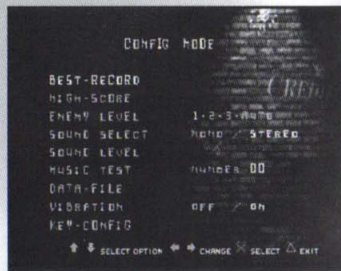 CONFIG MODE
BEST-RECORD
HIGH-SCORE
ENEMY LEVEL 1·2·3·AUTO
SOUND SELECT MONO / STEREO
SOUND LEVEL
MUSIC TEST NUMBER 00
DATA-FILE
VIBRATION OFF / ON
KEY-CONFIG
SELECT OPTION CHANGE SELECT EXIT